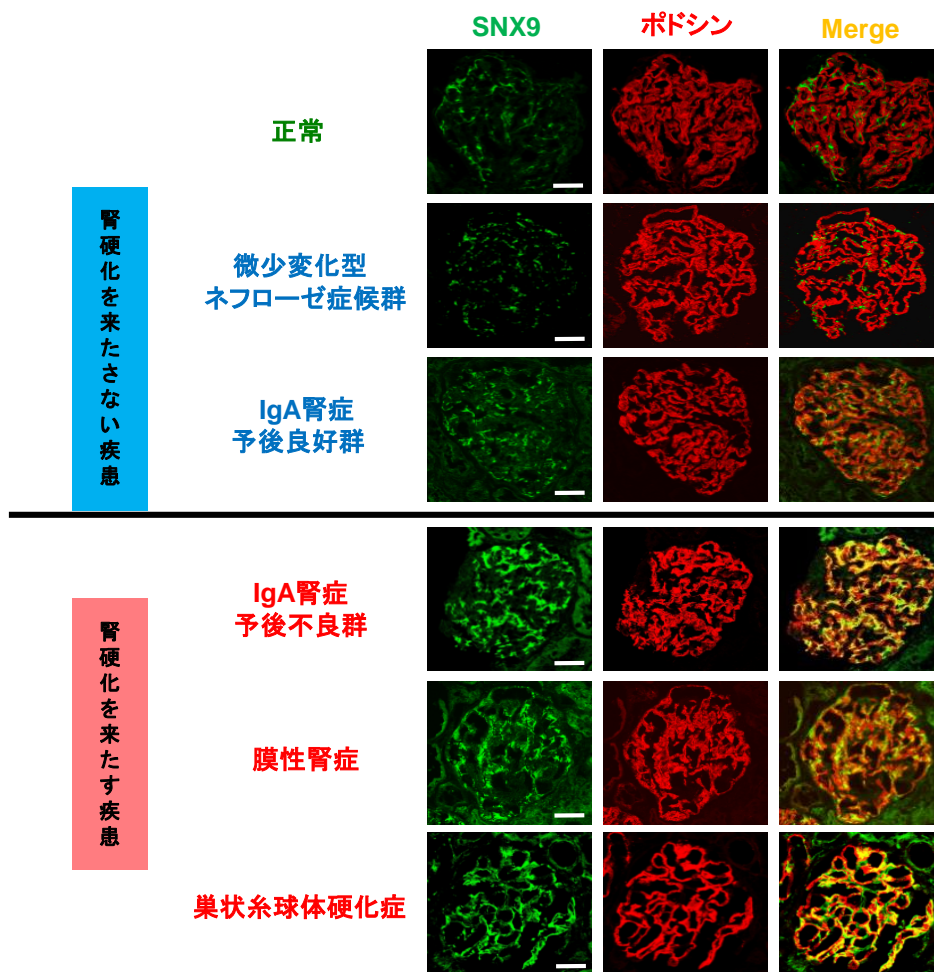 SNX9
ポドシン
Merge
正常
腎硬化を来たさない疾患
微少変化型
ネフローゼ症候群
IgA腎症
予後良好群
腎硬化を来たす疾患
IgA腎症
予後不良群
膜性腎症
巣状糸球体硬化症